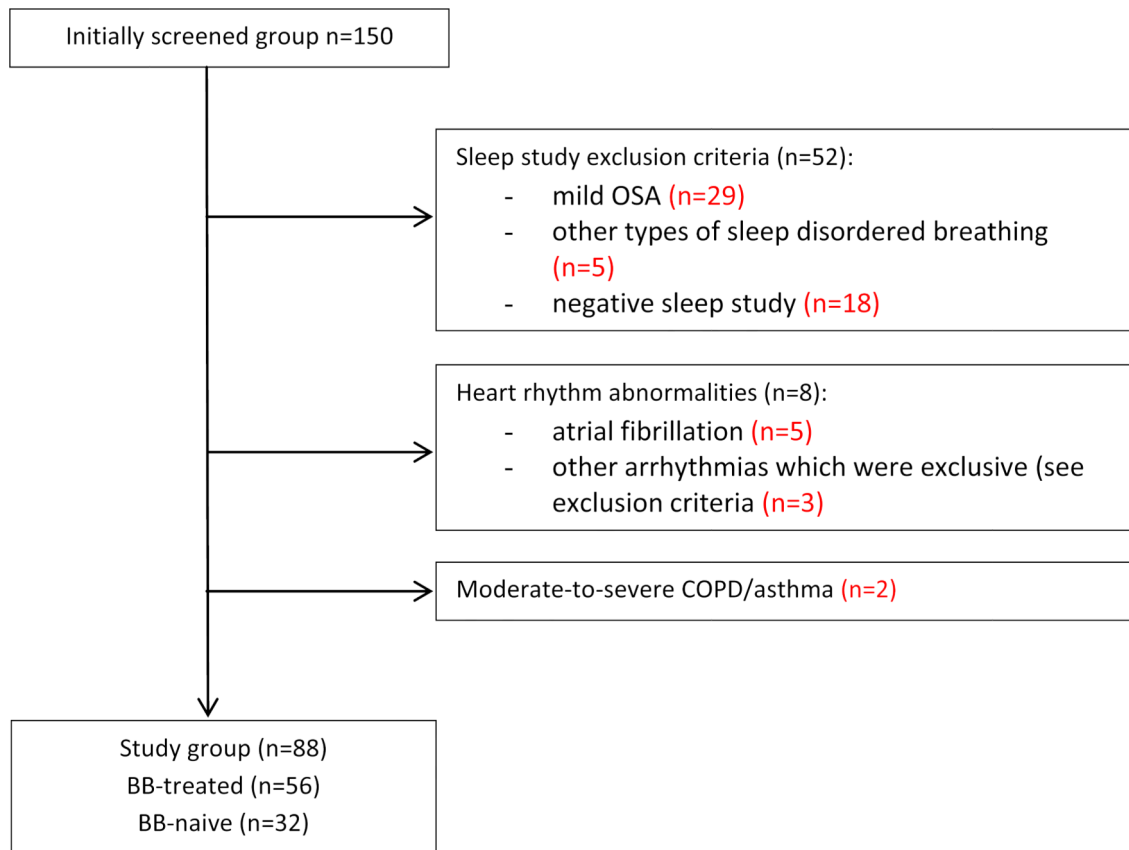 Initially screened group n=150
Sleep study exclusion criteria (n=52):
- mild OSA (n=29)
- other types of sleep disordered breathing
(n=5)
- negative sleep study (n=18)
Heart rhythm abnormalities (n=8):
- atrial fibrillation (n=5)
- other arrhythmias which were exclusive (see
exclusion criteria (n=3)
Moderate-to-severe COPD/asthma (n=2)
Study group (n=88)
BB-treated (n=56)
BB-naive (n=32)